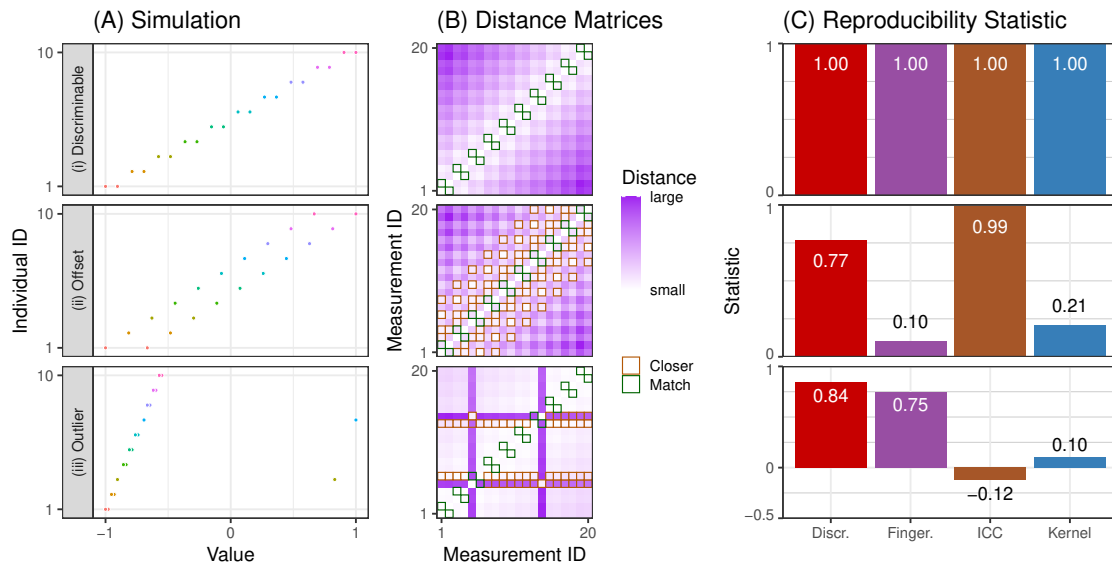 (A) Simulation
(B) Distance Matrices
(C) Reproducibility Statistic
Individual ID
(i) Discriminable
10
1
(ii) Offset
10
1
(iii) Outlier
10
1
−1
0
1
Value
Measurement ID
20
1
20
1
20
1
1
20
Measurement ID
Distance
large
small
Closer
Match
Statistic
1
0
1.00
1.00
1.00
1.00
1
0
0.77
0.10
0.99
0.21
1
0
−0.5
0.84
0.75
−0.12
0.10
Discr.
Finger.
ICC
Kernel